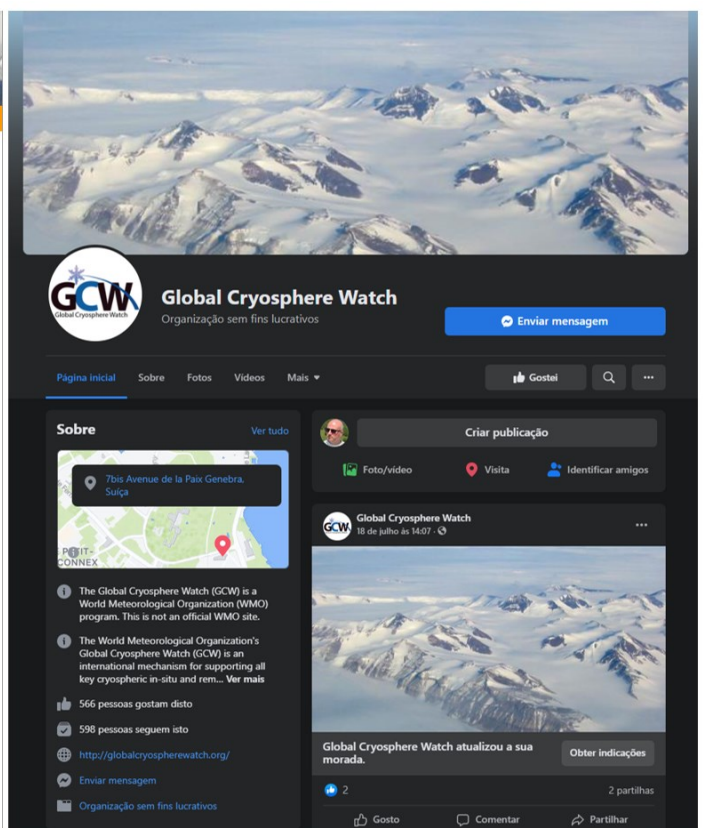 GCW
Global Cryosphere Watch
Global Cryosphere Watch
Organização sem fins lucrativos
Enviar mensagem
Página inicial
Sobre
Fotos
Vídeos
Mais
Gostei
Sobre
Ver tudo
7bis Avenue de la Paix Genebra,
Suíça
PETIT-
CONNEX
The Global Cryosphere Watch (GCW) is a
World Meteorological Organization (WMO)
program. This is not an official WMO site.
The World Meteorological Organization's
Global Cryosphere Watch (GCW) is an
international mechanism for supporting all
key cryospheric in-situ and rem... Ver mais
566 pessoas gostam disto
598 pessoas seguem isto
http://globalcryospherewatch.org/
Enviar mensagem
Organização sem fins lucrativos
Criar publicação
Foto/vídeo
Visita
Identificar amigos
GCW
Global Cryosphere Watch
18 de julho às 14:07 ·
Global Cryosphere Watch atualizou a sua
morada.
Obter indicações
2
2 partilhas
Gosto
Comentar
Partilhar